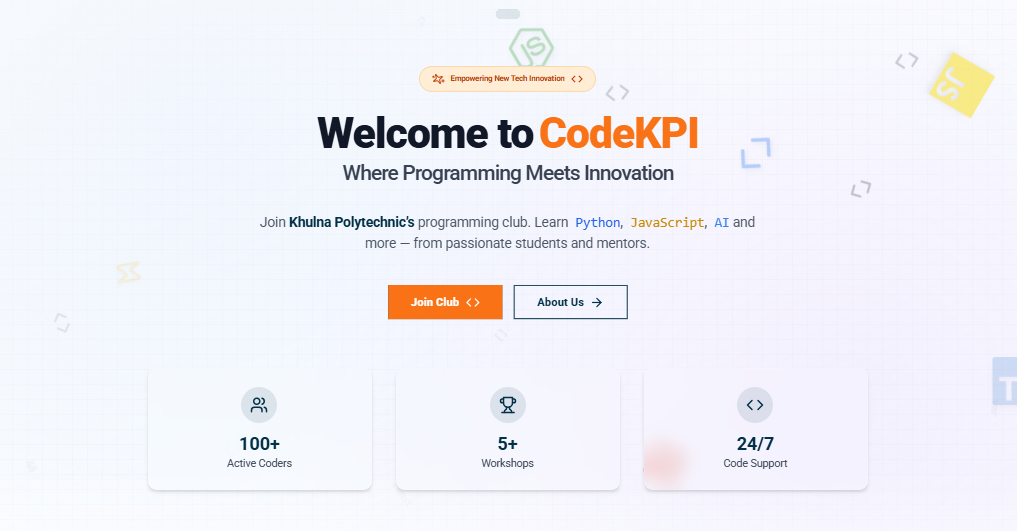 JS
Empowering New Tech Innovation
JS
Welcome to CodeKPI
Where Programming Meets Innovation
Join Khulna Polytechnic's programming club. Learn Python, JavaScript, AI and
more — from passionate students and mentors.
Join Club
About Us
T
100+
5+
24/7
Active Coders
Workshops
Code Support